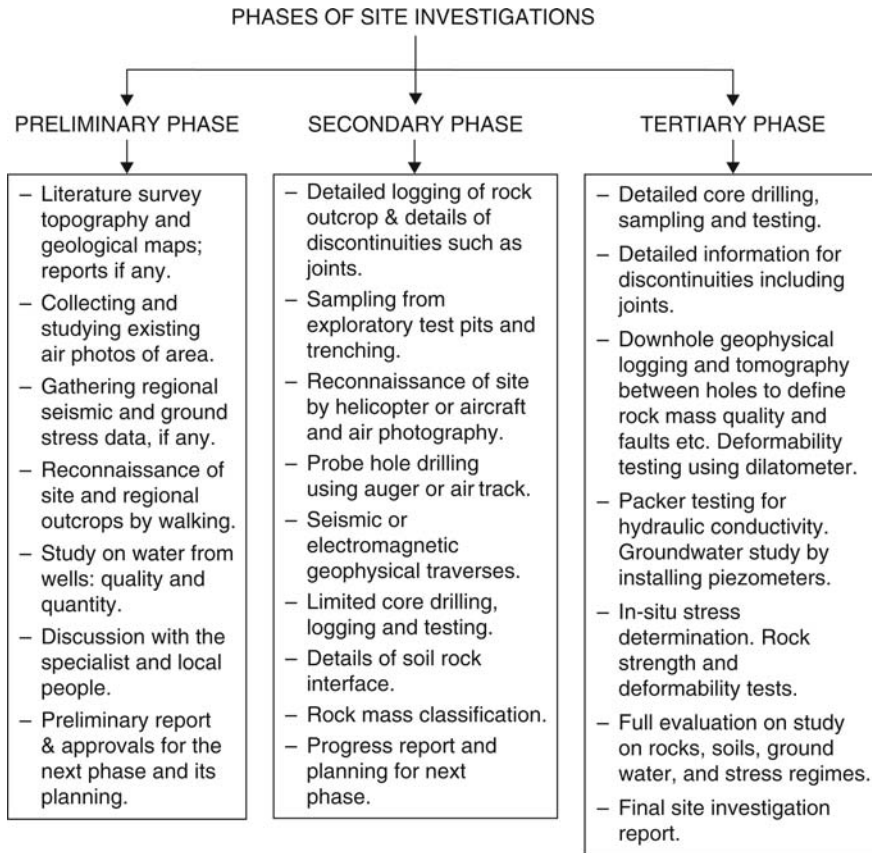 PHASES OF SITE INVESTIGATIONS
PRELIMINARY PHASE
– Literature survey
topography and
geological maps;
reports if any.
– Collecting and
studying existing
air photos of area.
– Gathering regional
seismic and ground
stress data, if any.
– Reconnaissance of
site and regional
outcrops by walking.
– Study on water from
wells: quality and
quantity.
– Discussion with the
specialist and local
people.
– Preliminary report
& approvals for the
next phase and its
planning.
SECONDARY PHASE
– Detailed logging of rock
outcrop & details of
discontinuities such as
joints.
– Sampling from
exploratory test pits and
trenching.
– Reconnaissance of site
by helicopter or aircraft
and air photography.
– Probe hole drilling
using auger or air track.
– Seismic or
electromagnetic
geophysical traverses.
– Limited core drilling,
logging and testing.
– Details of soil rock
interface.
– Rock mass classification.
– Progress report and
planning for next
phase.
TERTIARY PHASE
– Detailed core drilling,
sampling and testing.
– Detailed information for
discontinuities including
joints.
– Downhole geophysical
logging and tomography
between holes to define
rock mass quality and
faults etc. Deformability
testing using dilatometer.
– Packer testing for
hydraulic conductivity.
Groundwater study by
installing piezometers.
– In-situ stress
determination. Rock
strength and
deformability tests.
– Full evaluation on study
on rocks, soils, ground
water, and stress regimes.
– Final site investigation
report.